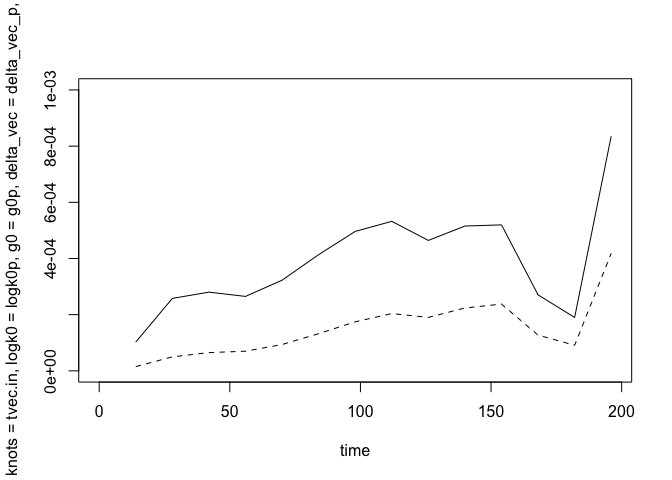 knots = tvec.in, logk0 = logk0p, g0 = g0p, delta_vec = delta_vec_p,
1e-03
8e-04
6e-04
4e-04
0e+00
0
50
100
150
200
time